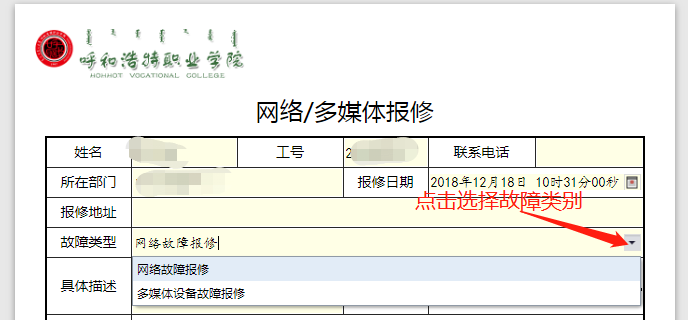 呼和浩特职业学院
HOHHOT VOCATIONAL COLLEGE
网络/多媒体报修
姓名 工号 2 联系电话
所在部门 报修日期 2018年12月18日 10时31分00秒
报修地址
点击选择故障类别
故障类型 网络故障报修
网络故障报修
具体描述
多媒体设备故障报修